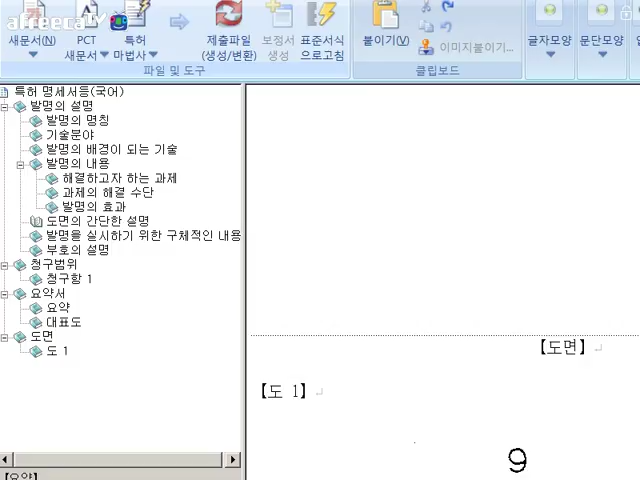 afreecaTV
새문서(N)
PCT
새문서
특허
마법사
제출파일
(생성/변환)
보정서
생성
표준서식
으로고침
파일 및 도구
붙이기(V)
이미지붙이기...
클립보드
글자모양
문단모양
특허 명세서등(국어)
발명의 설명
발명의 명칭
기술분야
발명의 배경이 되는 기술
발명의 내용
해결하고자 하는 과제
과제의 해결 수단
발명의 효과
도면의 간단한 설명
발명을 실시하기 위한 구체적인 내용
부호의 설명
청구범위
청구항 1
요약서
요약
대표도
도면
도 1
【도면】
【도 1】
9
【요약】